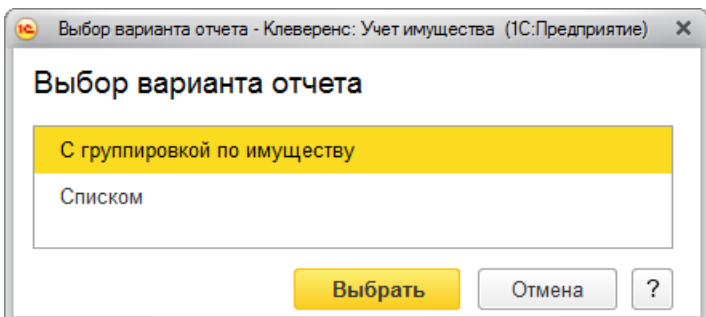 1С Выбор варианта отчета - Клеверенс: Учет имущества (1С:Предприятие)
Выбор варианта отчета
С группировкой по имуществу
Списком
Выбрать Отмена ?